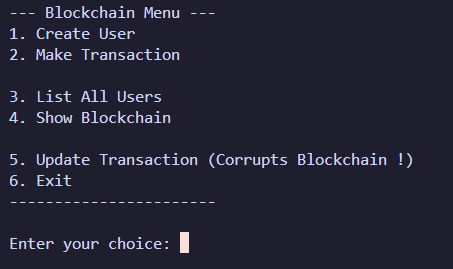 --- Blockchain Menu ---
1. Create User
2. Make Transaction
3. List All Users
4. Show Blockchain
5. Update Transaction (Corrupts Blockchain !)
6. Exit
-----------------------
Enter your choice: